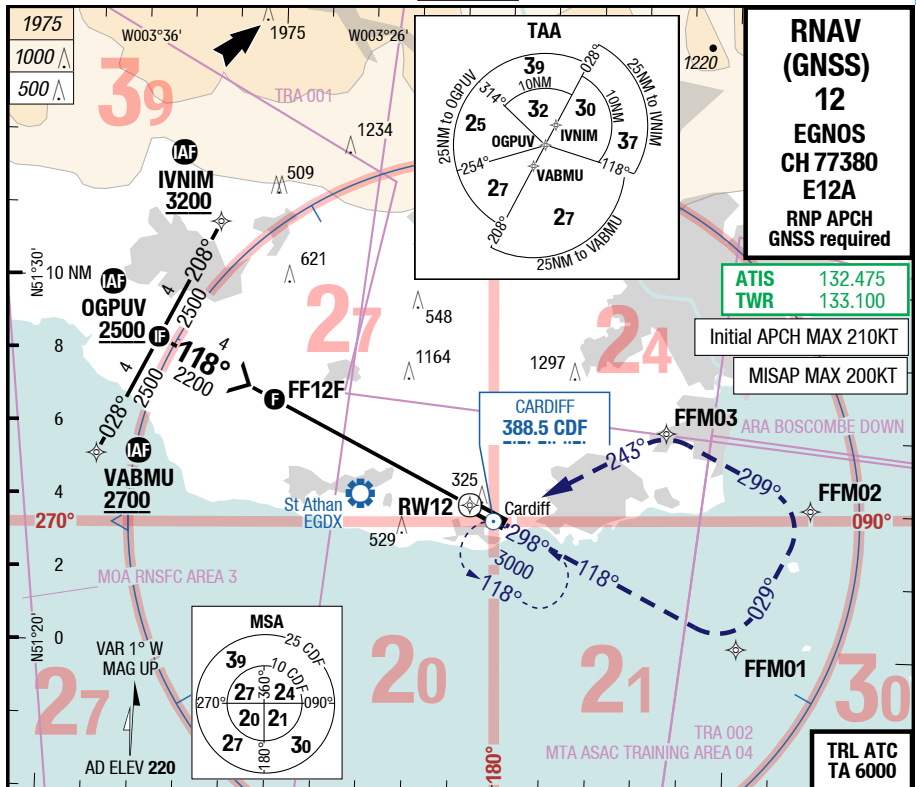 1975
1000
500
W003°36'
1975
W003°26'
TRA 001
39
1234
509
621
548
1164
1297
1220
TAA
25NM to OGPUV
25NM to IVNIM
25NM to VABMU
39
10NM
028°
314°
32
30
10NM
25
37
OGPUV
IVNIM
254°
118°
VABMU
27
27
208°
RNAV
(GNSS)
12
EGNOS
CH 77380
E12A
RNP APCH
GNSS required
ATIS 132.475
TWR 133.100
Initial APCH MAX 210KT
MISAP MAX 200KT
IAF
IVNIM
3200
208°
4
2500
N51°30'
10 NM
IAF
OGPUV
2500
IF
118°
2200
27
24
8
4
2500
028°
F
FF12F
6
IAF
VABMU
2700
CARDIFF
388.5 CDF
FFM03
ARA BOSCOMBE DOWN
243°
299°
FFM02
4
St Athan
EGDX
325
RW12
Cardiff
529
270°
090°
298°
3000
118°
118°
029°
2
MOA RNSFC AREA 3
N51°20'
0
FFM01
VAR 1° W
MAG UP
27
20
21
30
MSA
25 CDF
39
10 CDF
360°
27
24
270°
090°
20
21
27
30
180°
AD ELEV 220
180°
TRA 002
MTA ASAC TRAINING AREA 04
TRL ATC
TA 6000